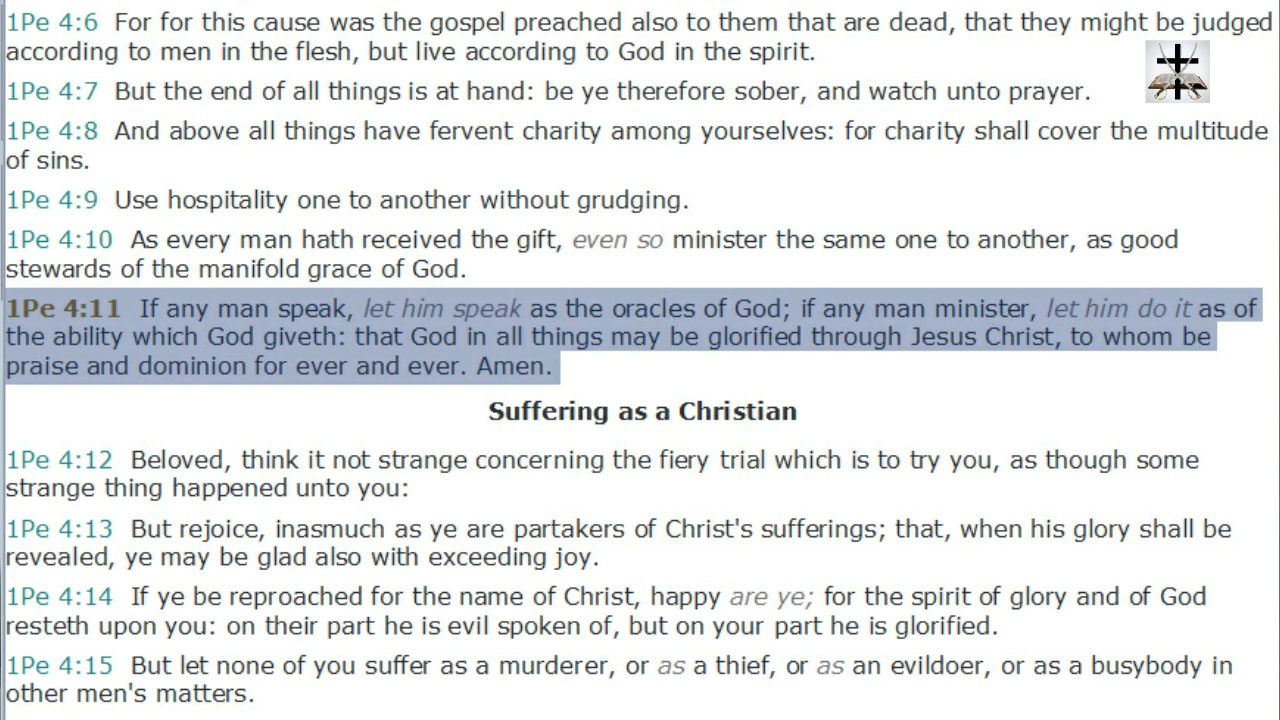 1Pe 4:6 For for this cause was the gospel preached also to them that are dead, that they might be judged
according to men in the flesh, but live according to God in the spirit.
1Pe 4:7 But the end of all things is at hand: be ye therefore sober, and watch unto prayer.
1Pe 4:8 And above all things have fervent charity among yourselves: for charity shall cover the multitude
of sins.
1Pe 4:9 Use hospitality one to another without grudging.
1Pe 4:10 As every man hath received the gift, even so minister the same one to another, as good
stewards of the manifold grace of God.
1Pe 4:11 If any man speak, let him speak as the oracles of God; if any man minister, let him do it as of
the ability which God giveth: that God in all things may be glorified through Jesus Christ, to whom be
praise and dominion for ever and ever. Amen.
Suffering as a Christian
1Pe 4:12 Beloved, think it not strange concerning the fiery trial which is to try you, as though some
strange thing happened unto you:
1Pe 4:13 But rejoice, inasmuch as ye are partakers of Christ's sufferings; that, when his glory shall be
revealed, ye may be glad also with exceeding joy.
1Pe 4:14 If ye be reproached for the name of Christ, happy are ye; for the spirit of glory and of God
resteth upon you: on their part he is evil spoken of, but on your part he is glorified.
1Pe 4:15 But let none of you suffer as a murderer, or as a thief, or as an evildoer, or as a busybody in
other men's matters.